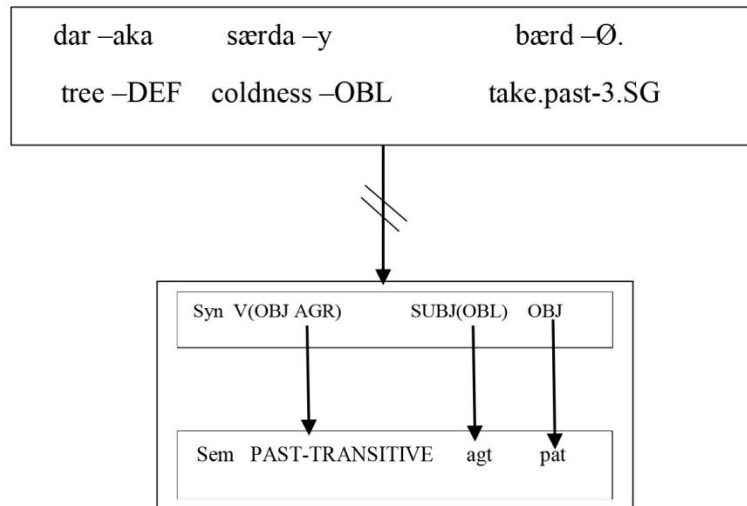 dar –aka særda –y bærd –Ø.
tree –DEF coldness –OBL take.past-3.SG
Syn V(OBJ AGR) SUBJ(OBL) OBJ
Sem PAST-TRANSITIVE agt pat